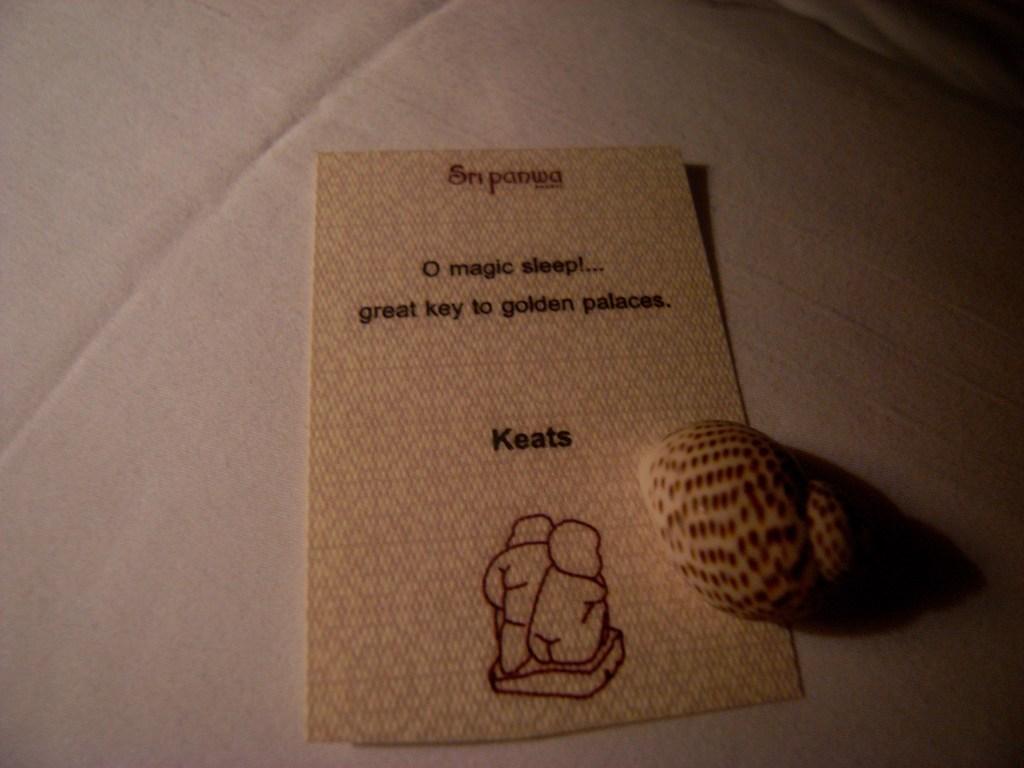 Sri panwa
O magic sleep!...
great key to golden palaces.
Keats